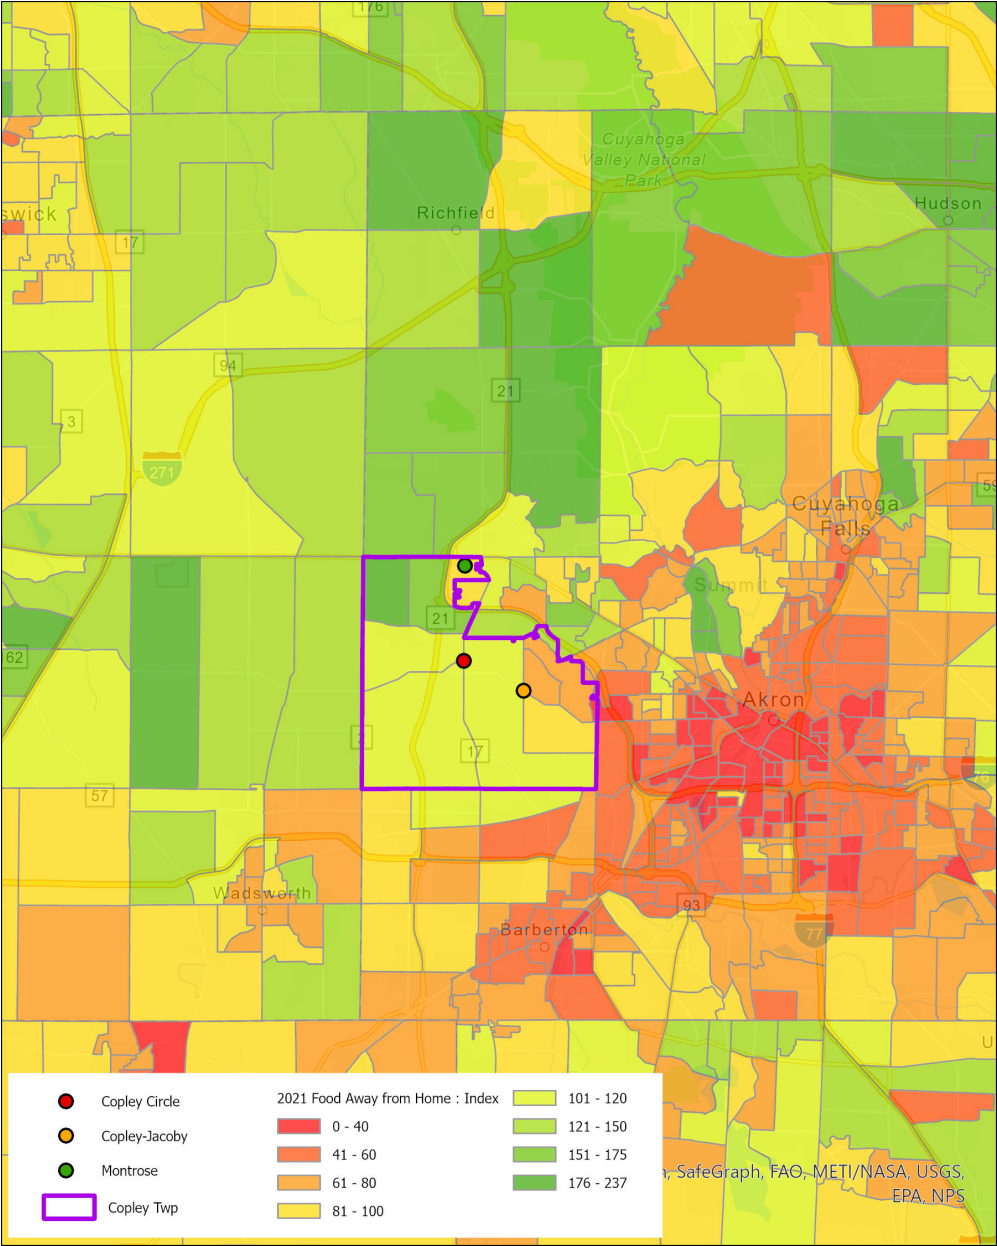 176
Cuyahoga
Valley National
Park
Hudson
Richfield
swick
17
94
21
3
271
59
Cuyahoga
Falls
Summit
21
162
Akron
17
76
57
Wadsworth
93
Barberton
77
U
Copley Circle
Copley-Jacoby
Montrose
Copley Twp
2021 Food Away from Home : Index
0 - 40
41 - 60
61 - 80
81 - 100
101 - 120
121 - 150
151 - 175
176 - 237
, SafeGraph, FAO, METI/NASA, USGS,
EPA, NPS